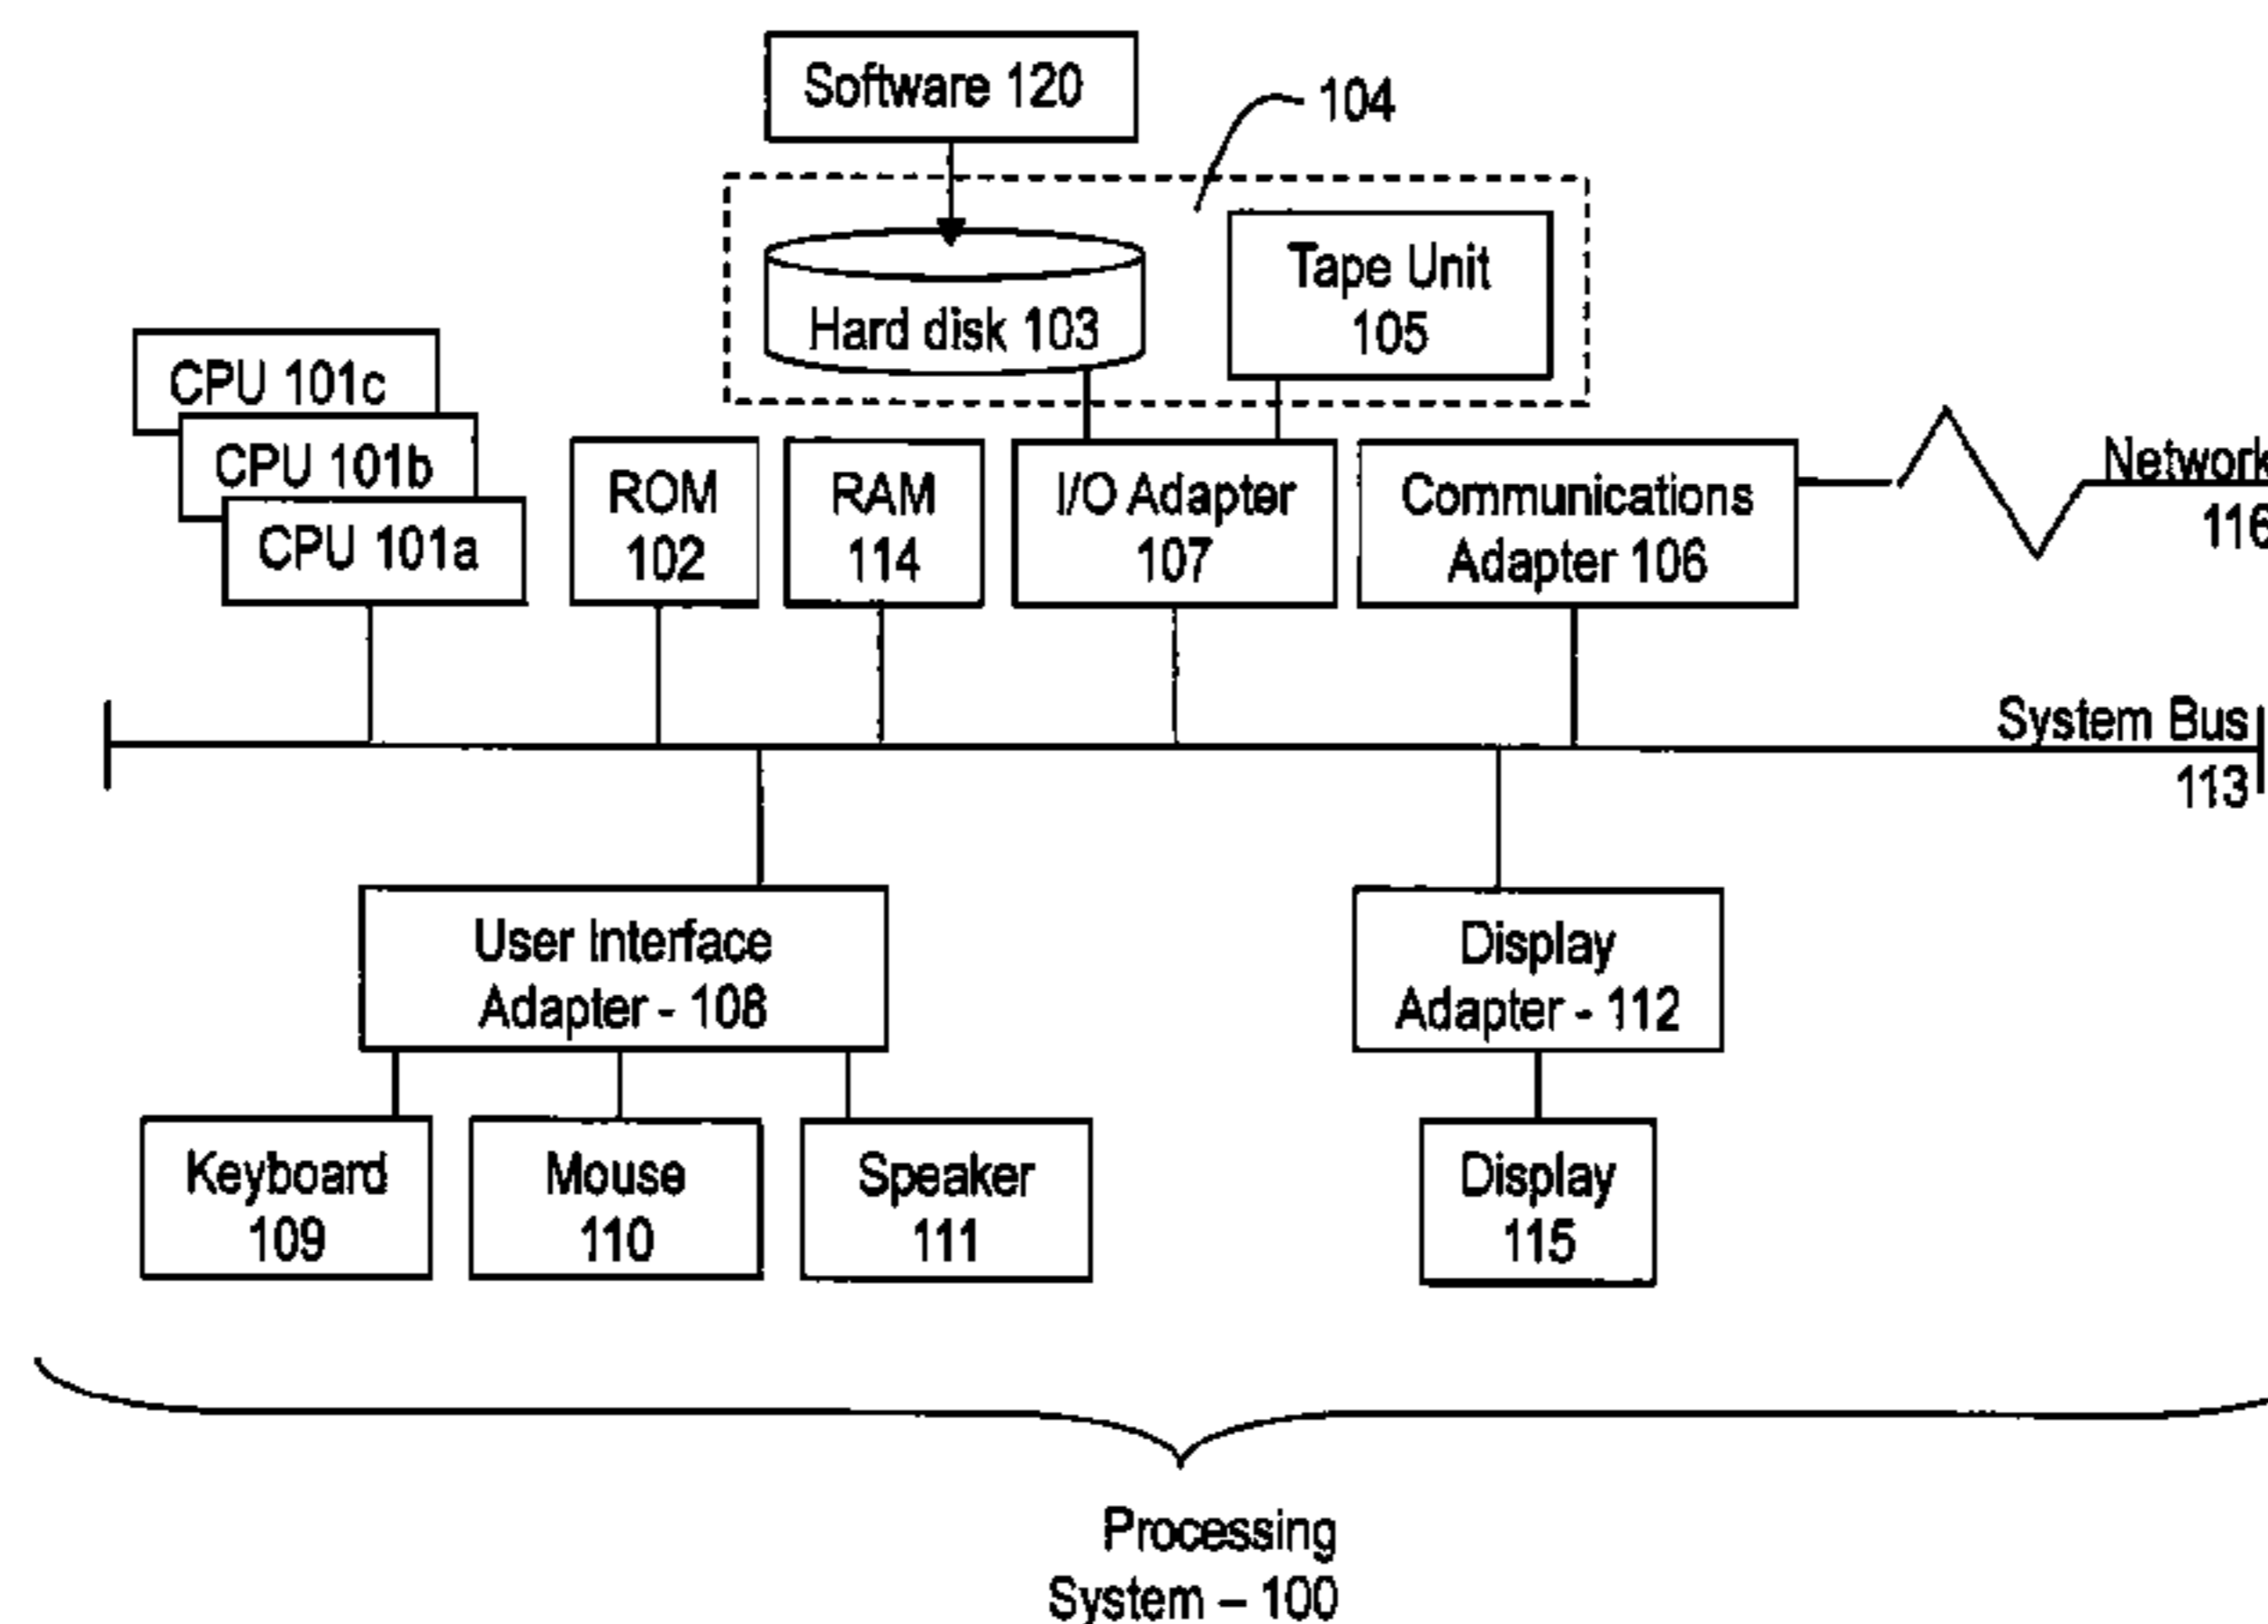 Software 120
104
Hard disk 103
Tape Unit
105
CPU 101c
CPU 101b
CPU 101a
ROM
102
RAM
114
I/O Adapter
107
Communications
Adapter 106
Network
116
System Bus
113
User Interface
Adapter - 108
Display
Adapter - 112
Keyboard
109
Mouse
110
Speaker
111
Display
115
Processing
System – 100